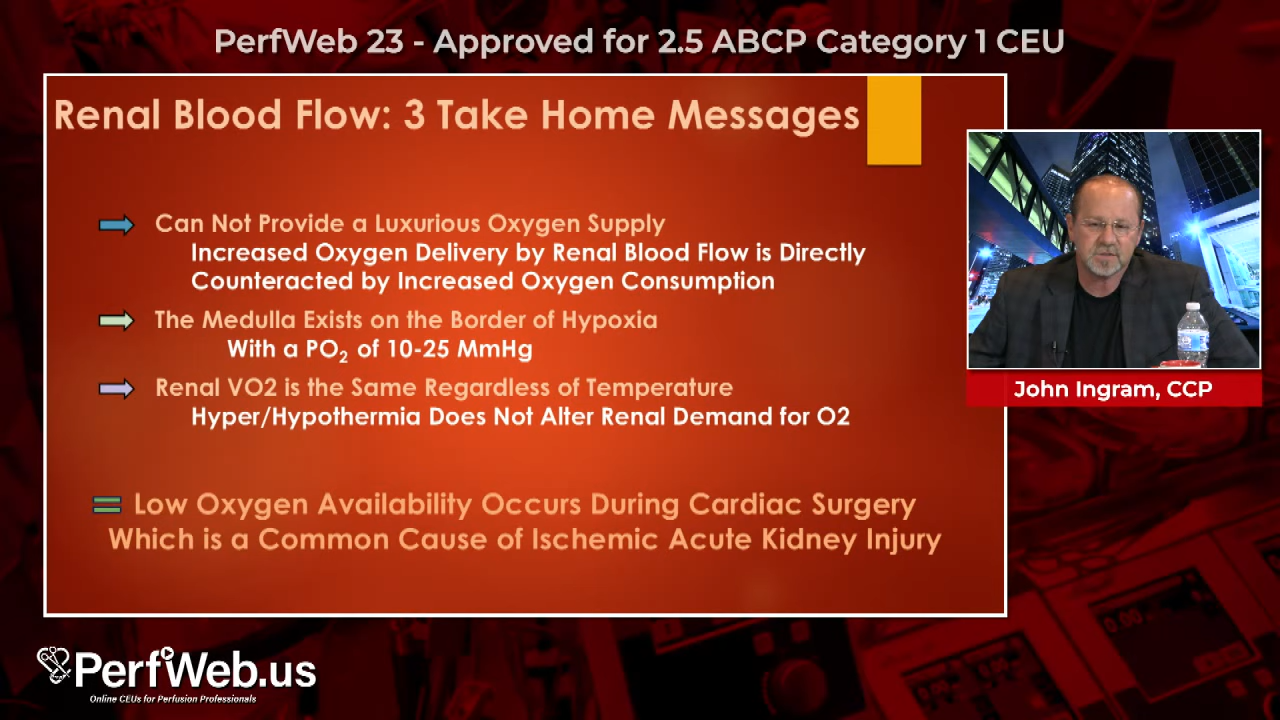 PerfWeb 23 - Approved for 2.5 ABCP Category 1 CEU
Renal Blood Flow: 3 Take Home Messages
Can Not Provide a Luxurious Oxygen Supply
Increased Oxygen Delivery by Renal Blood Flow is Directly
Counteracted by Increased Oxygen Consumption
The Medulla Exists on the Border of Hypoxia
With a PO2 of 10-25 MmHg
Renal VO2 is the Same Regardless of Temperature
Hyper/Hypothermia Does Not Alter Renal Demand for O2
Low Oxygen Availability Occurs During Cardiac Surgery
Which is a Common Cause of Ischemic Acute Kidney Injury
John Ingram, CCP
PerfWeb.us
Online CEUs for Perfusion Professionals